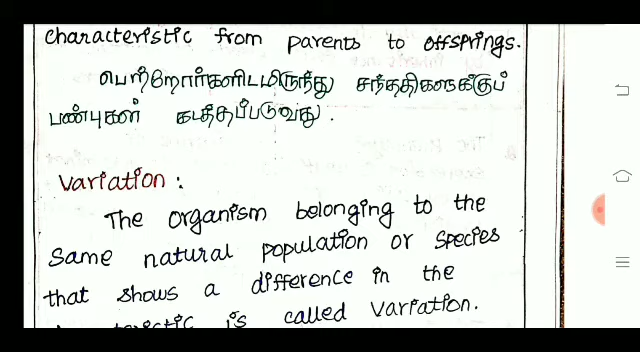 characteristic from parents to offsprings.
பெற்றோர்களிடமிருந்து சந்ததிகளுக்குப்
பண்புகள் கடத்தப்படுவது.
Variation:
The organism belonging to the
Same natural population or species
that shows a difference in the
is called Variation.